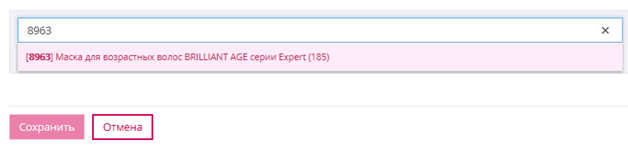 8963
[8963] Маска для возрастных волос BRILLIANT AGE серии Expert (185)
Сохранить Отмена